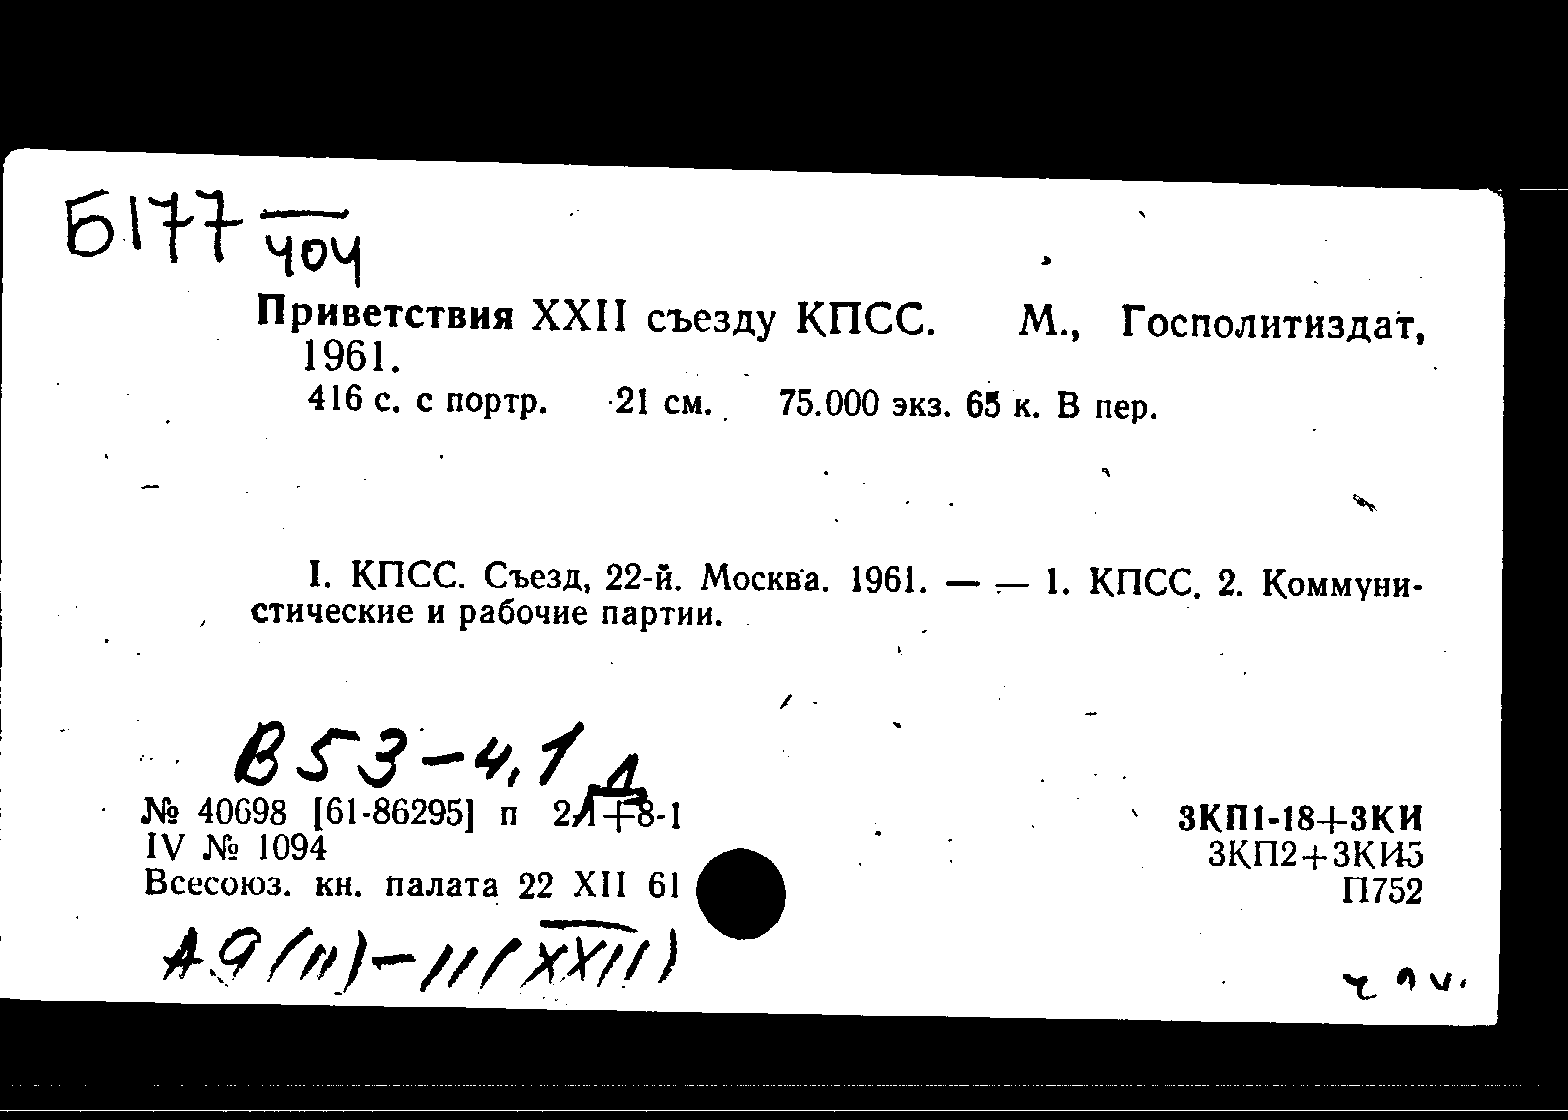 Б177 —
404
Приветствия XXII съезду КПСС. М., Госполитиздат,
1961.
416 с. с портр. 21 см. 75.000 экз. 65 к. В пер.
I. КПСС. Съезд, 22-й. Москва. 1961. — — 1. КПСС. 2. Коммуни-
стические и рабочие партии.
В53-4,1 Д
№ 40698 [61-86295] п 8-1
IV № 1094
Всесоюз. кн. палата 22 XII 61
А9(11)-11(XXII)
3КП1-18+3КИ
3КП2+3КИ5
П752